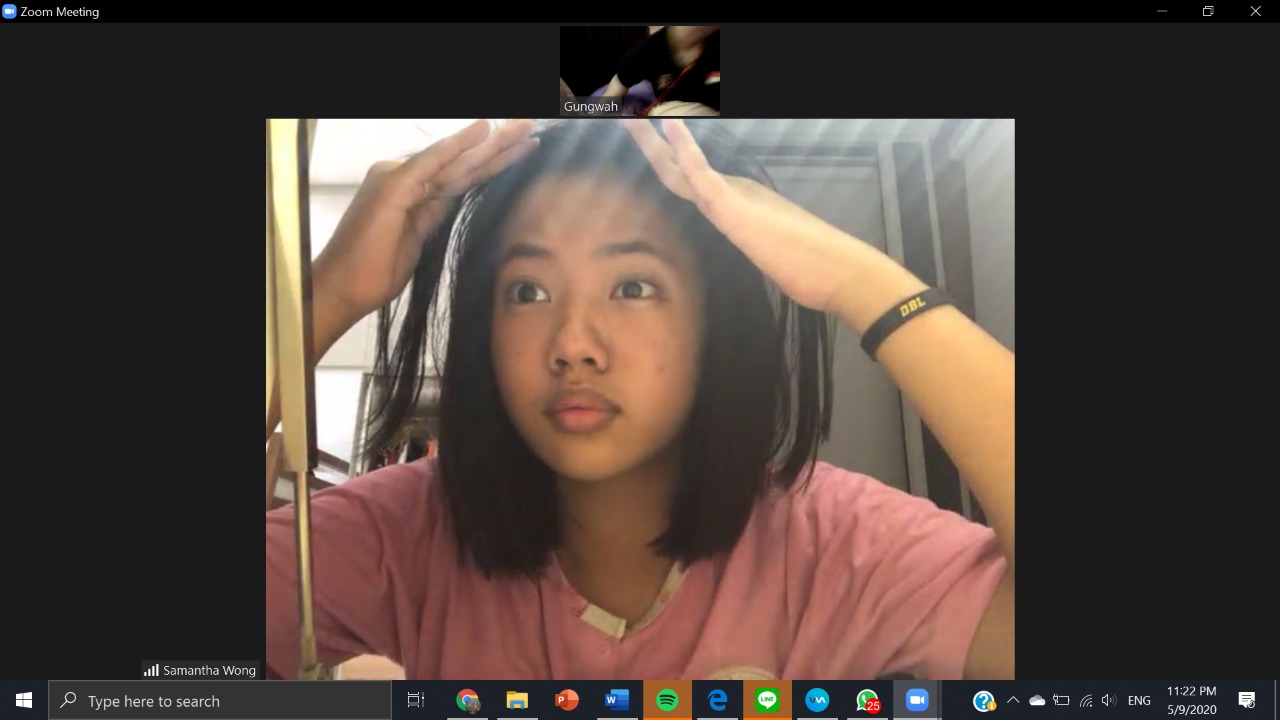 Zoom Meeting
Gungwah
DBL
Samantha Wong
Type here to search
25
ENG
11:22 PM
5/9/2020